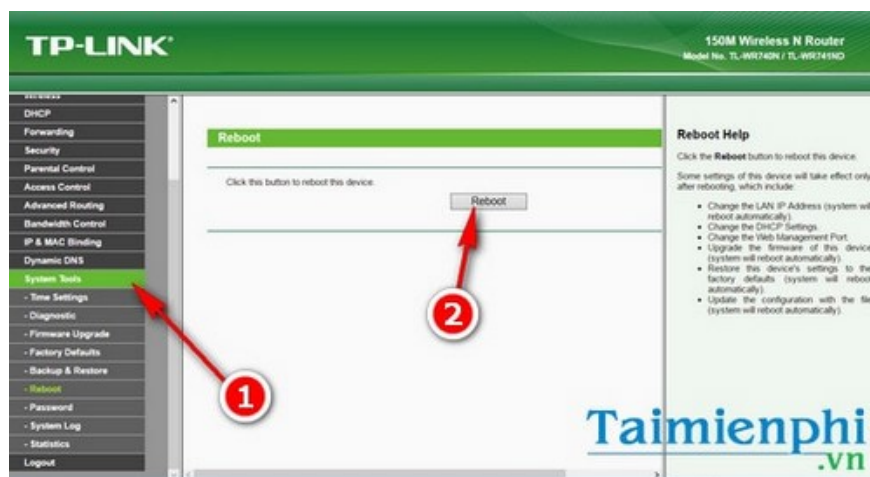 TP-LINK
150M Wireless N Router
Model No. TL-WR740N / TL-WR741ND
Wireless
DHCP
Forwarding
Security
Parental Control
Access Control
Advanced Routing
Bandwidth Control
IP & MAC Binding
Dynamic DNS
System Tools
- Time Settings
- Diagnostic
- Firmware Upgrade
- Factory Defaults
- Backup & Restore
- Reboot
- Password
- System Log
- Statistics
Logout
Reboot
Click this button to reboot this device.
Reboot
1
2
Reboot Help
Click the Reboot button to reboot this device.
Some settings of this device will take effect only
after rebooting, which include:
Change the LAN IP Address (system will
reboot automatically).
Change the DHCP Settings.
Change the Web Management Port.
Upgrade the firmware of this device
(system will reboot automatically).
Restore this device's settings to the
factory defaults (system will reboot
automatically).
Update the configuration with the file
(system will reboot automatically).
Taimienphi
.vn